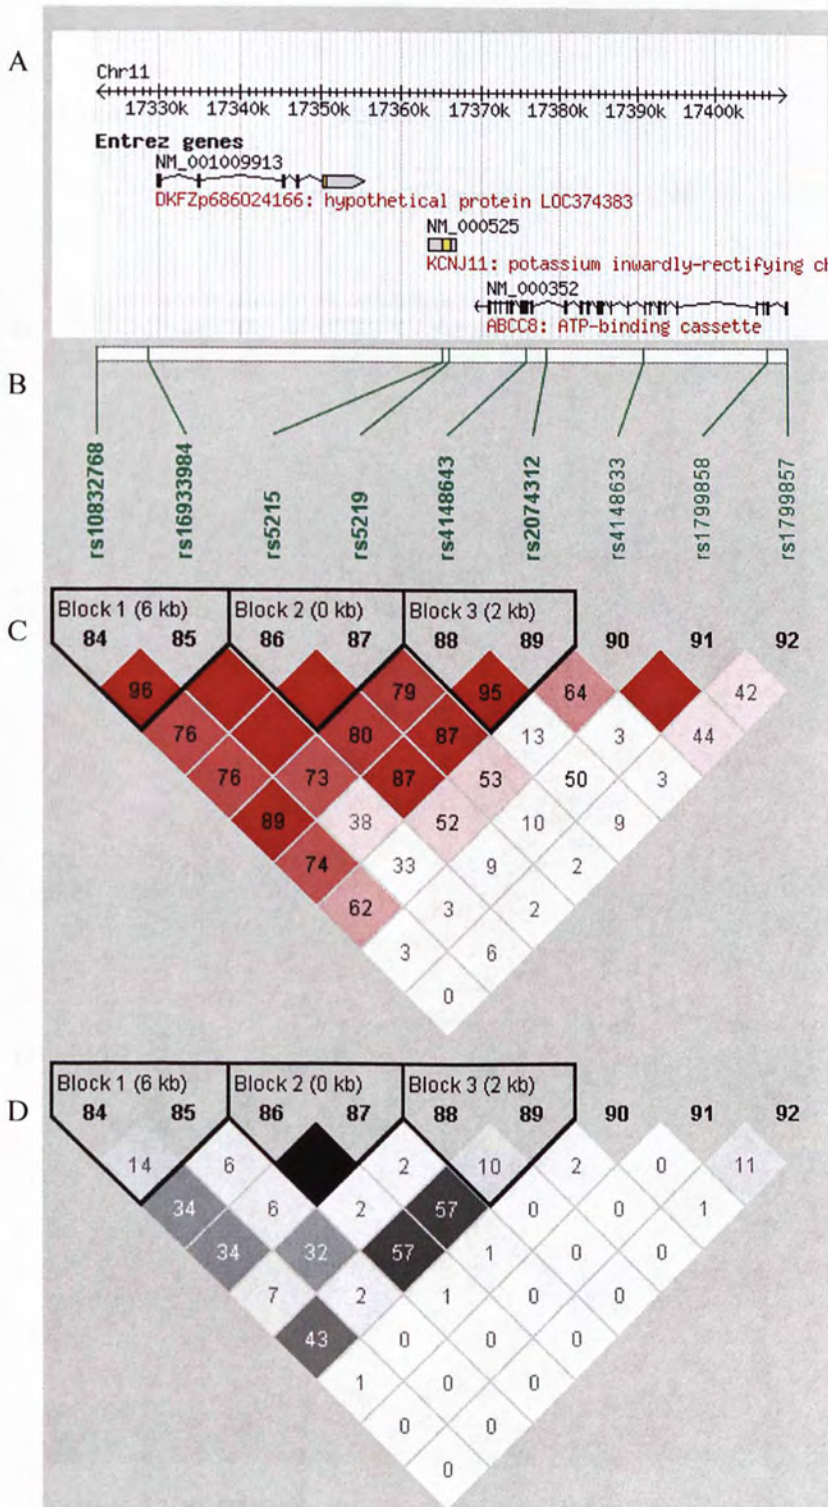 A
Chr11
17330k 17340k 17350k 17360k 17370k 17380k 17390k 17400k
Entrez genes
NM_001009913
DKFZp686O24166: hypothetical protein LOC374383
NM_000525
KCNJ11: potassium inwardly-rectifying ch
NM_000352
ABCC8: ATP-binding cassette
B
rs10832768 rs16933984 rs5215 rs5219 rs4148643 rs2074312 rs4148633 rs1799858 rs1799857
C
Block 1 (6 kb) Block 2 (0 kb) Block 3 (2 kb)
84 85 86 87 88 89 90 91 92
96 79 95 64 42
76 80 87 13 3 44
76 73 87 53 50 3
89 38 52 10 9
74 33 9 2
62 3 2
3 6
0
D
Block 1 (6 kb) Block 2 (0 kb) Block 3 (2 kb)
84 85 86 87 88 89 90 91 92
14 6 2 10 2 0 11
34 6 2 57 0 0 1
34 32 57 1 0 0
7 2 1 0 0
43 0 0 0
1 0 0
0 0
0